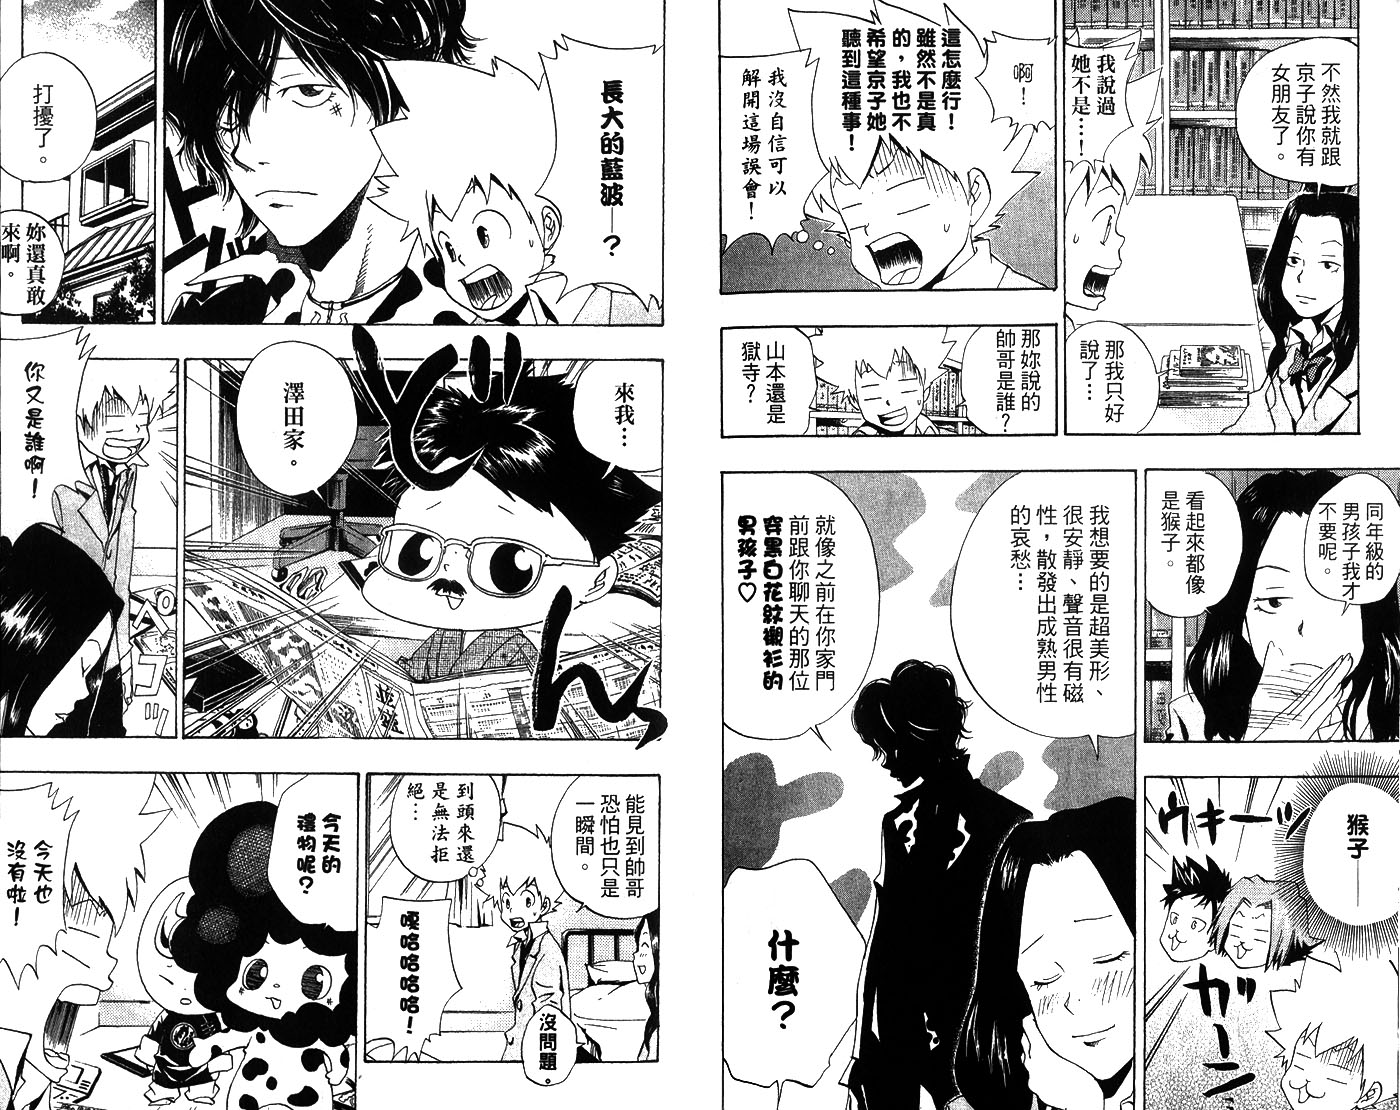 不然我就跟
京子說你有
女朋友了。
我說過
她不是…!
那我只好
說了…
啊!
這怎麼行!
雖然不是真
的,我也不
希望京子她
聽到這種事!
我沒自信可以
解開這場誤會!
那妳說的
帥哥是誰?
山本還是
獄寺?
同年級的
男孩子我才
不要呢。
看起來都像
是猴子。
猴子──
ウキーッ
ガーン
我想要的是超美形、
很安靜、聲音很有磁
性,散發出成熟男性
的哀愁…
就像之前在你家門
前跟你聊天的那位
穿黑白花紋襯衫的
男孩子♡
什麼?
長大的藍波──?
打擾了。
妳還真敢
來啊。
來我…
澤田家。
じゃーん
你又是誰啊!
能見到帥哥
恐怕也只是
一瞬間。
到頭來還
是無法拒
絕…
嘎哈哈哈哈!
沒問題。
今天的
禮物呢?
今天也
沒有啦!